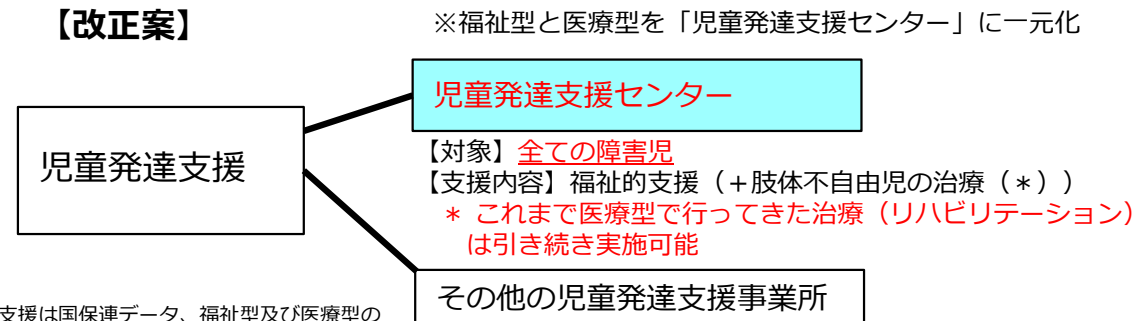 【改正案】
※福祉型と医療型を「児童発達支援センター」に一元化
児童発達支援センター
児童発達支援
【対象】全ての障害児
【支援内容】福祉的支援（＋肢体不自由児の治療（＊））
＊ これまで医療型で行ってきた治療（リハビリテーション）
は引き続き実施可能
その他の児童発達支援事業所
支援は国保連データ、福祉型及び医療型の